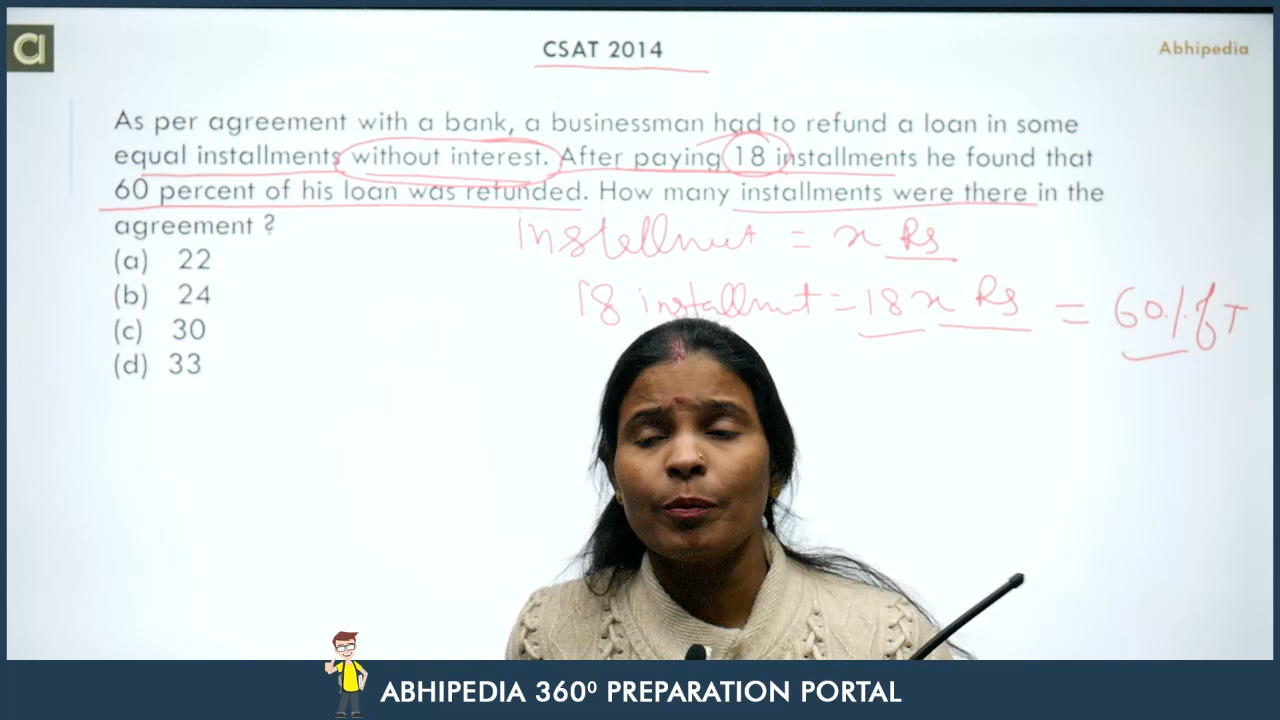 CSAT 2014
Abhipedia
As per agreement with a bank, a businessman had to refund a loan in some
equal installments without interest. After paying 18 installments he found that
60 percent of his loan was refunded. How many installments were there in the
agreement ?
(a) 22
(b) 24
(c) 30
(d) 33
installment = x Rs
18 installmut = 18x Rs = 60% of T
ABHIPEDIA 360⁰ PREPARATION PORTAL